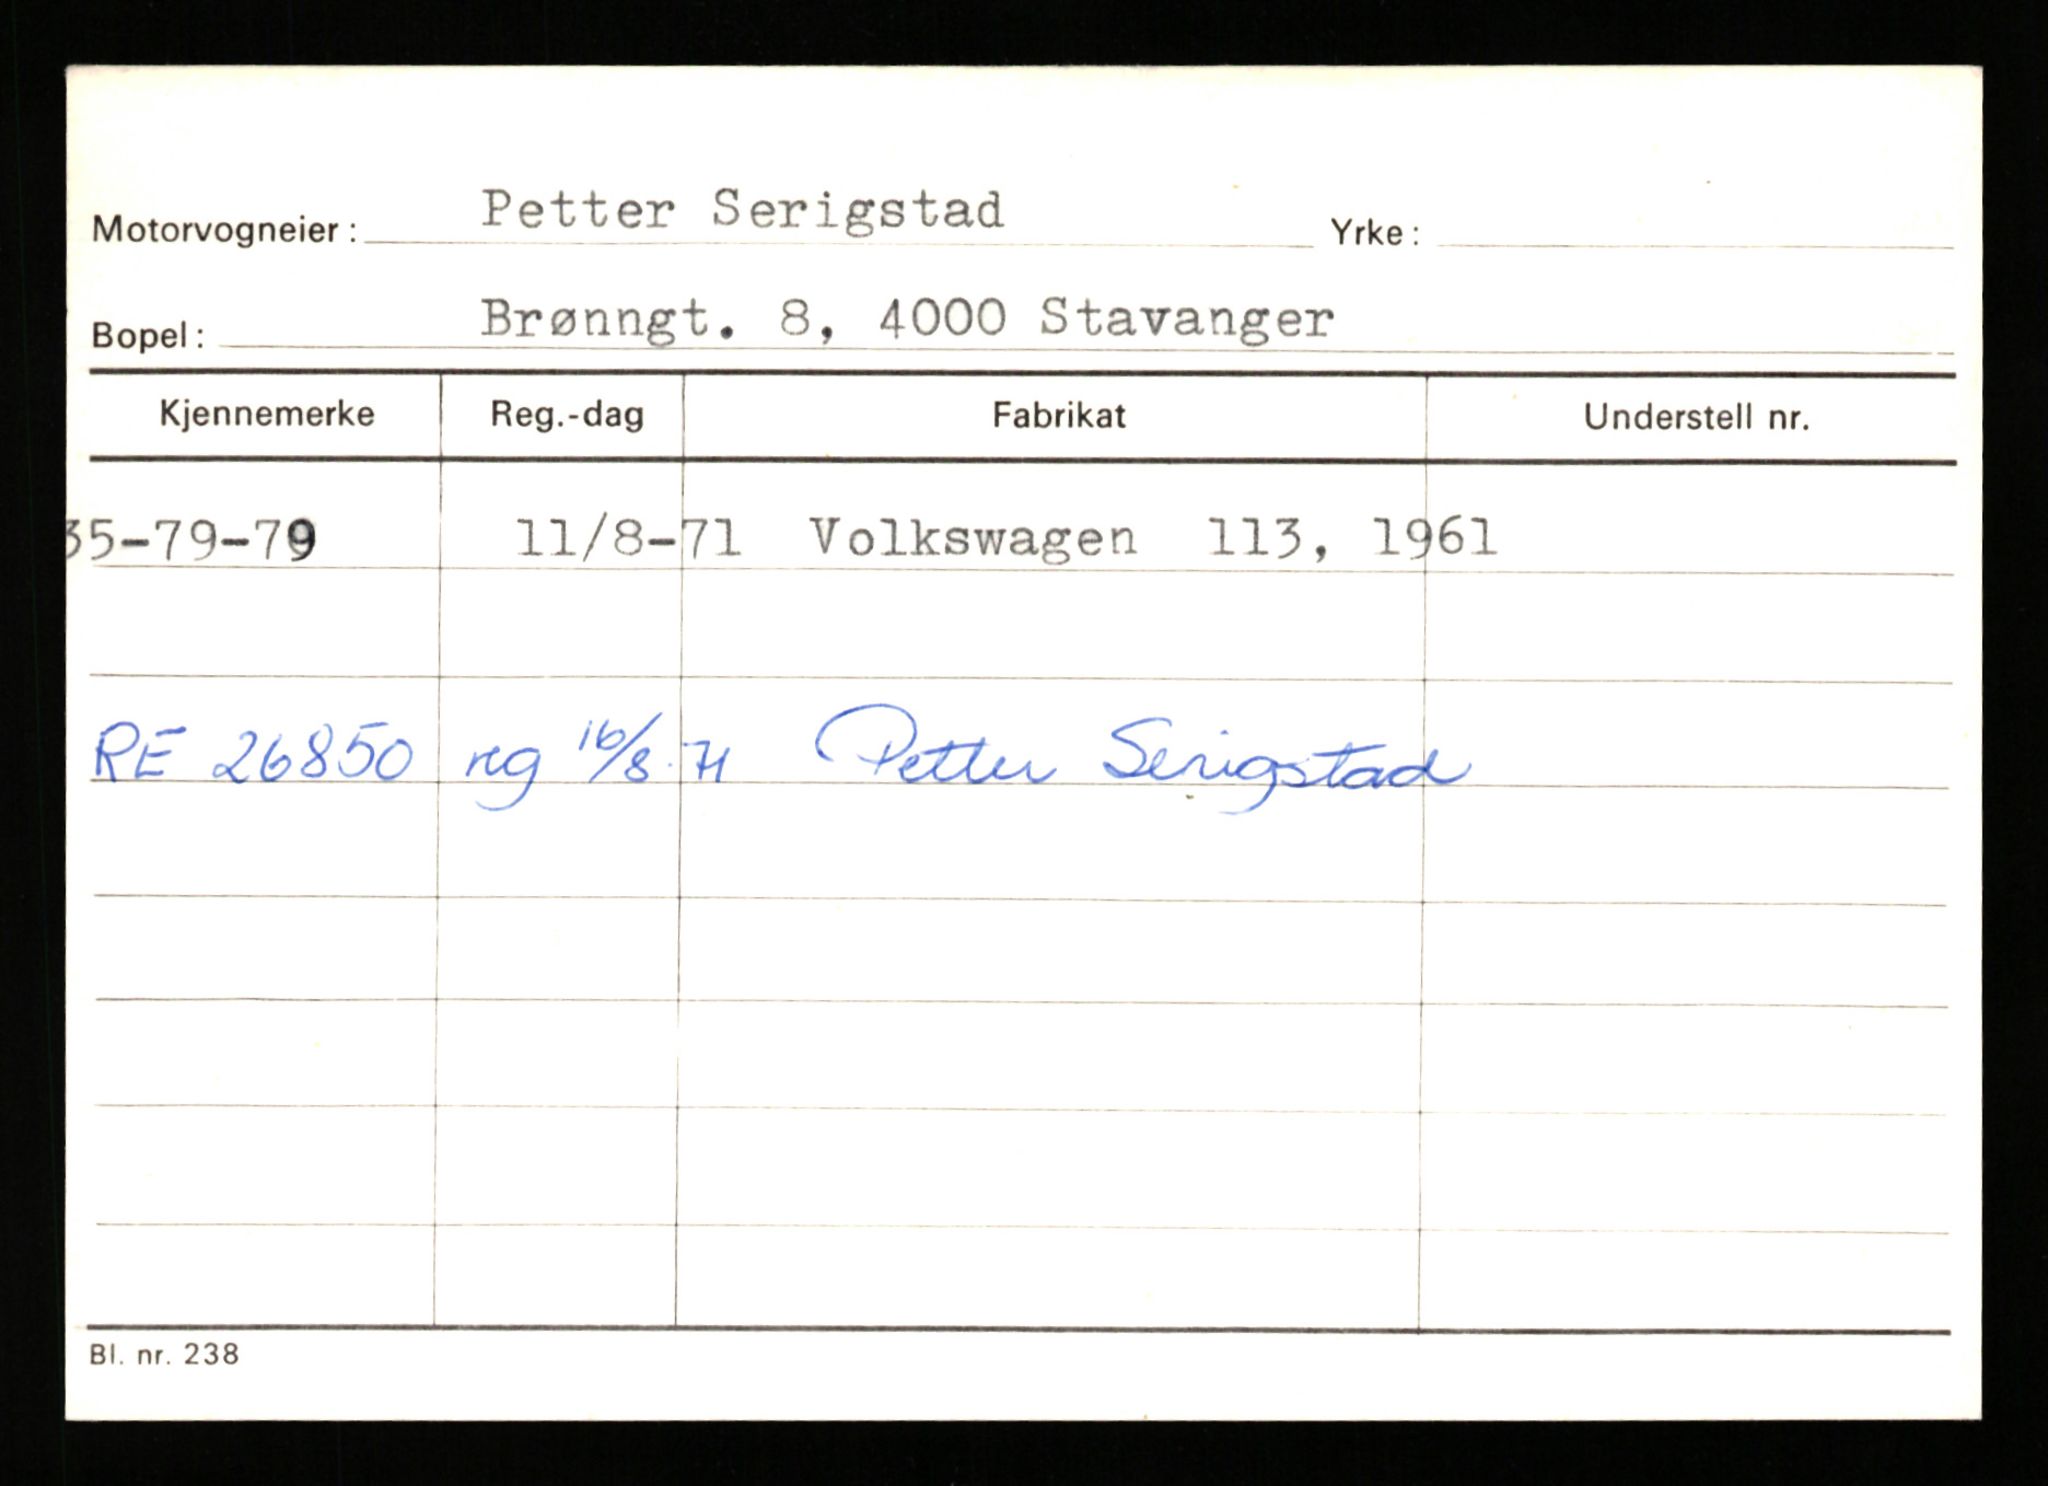 Motorvogneier: Petter Serigstad Yrke:
Bopel: Brønngt. 8, 4000 Stavanger
Kjennemerke Reg.-dag Fabrikat Understell nr.
35-79-79 11/8-71 Volkswagen 113, 1961
RE 26850 reg 16/8 71 Petter Serigstad
Bl. nr. 238